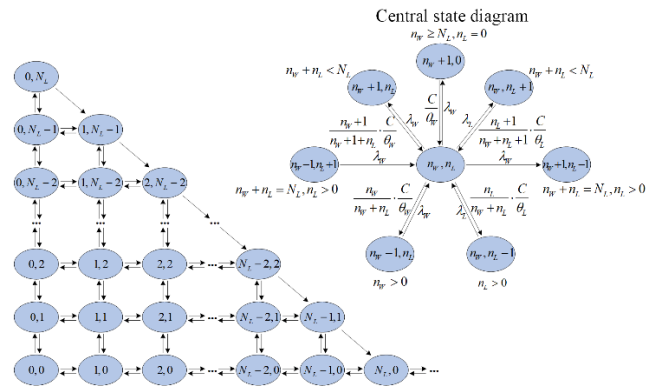 Central state diagram
n_W ≥ N_L, n_L = 0
n_W + n_L < N_L
n_W + 1, 0
n_W + n_L < N_L
n_W + 1, n_L
n_W, n_L + 1
C/θ_W λ_W
(n_W + 1)/(n_W + 1 + n_L) · C/θ_W λ_W
λ_L (n_L + 1)/(n_W + n_L + 1) · C/θ_L
n_W − 1, n_L + 1
λ_W
n_W, n_L
λ_W
n_W + 1, n_L − 1
n_W + n_L = N_L, n_L > 0
n_W + n_L = N_L, n_L > 0
n_W/(n_W + n_L) · C/θ_W λ_W
λ_L n_L/(n_W + n_L) · C/θ_L
n_W − 1, n_L
n_W, n_L − 1
n_W > 0
n_L > 0
0, N_L
0, N_L − 1 1, N_L − 1
0, N_L − 2 1, N_L − 2 2, N_L − 2
... ... ... ...
0, 2 1, 2 2, 2 ... N_L − 2, 2
0, 1 1, 1 2, 1 ... N_L − 2, 1 N_L − 1, 1
0, 0 1, 0 2, 0 ... N_L − 2, 0 N_L − 1, 0 N_L, 0 ...